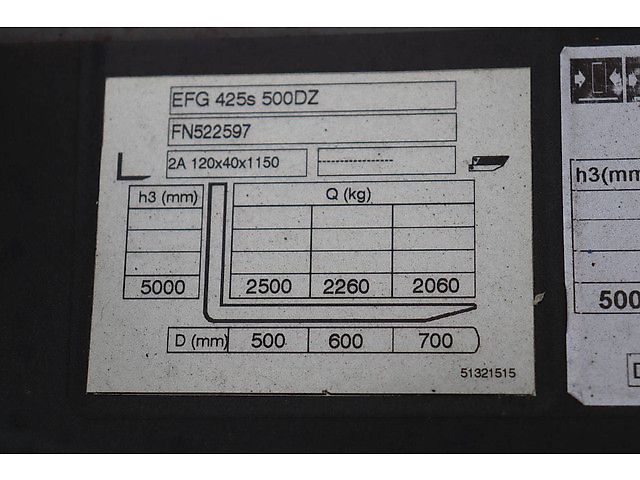 EFG 425s 500DZ
FN522597
2A 120x40x1150 ---------------
h3 (mm) Q (kg)
5000 2500 2260 2060
D (mm) 500 600 700
51321515
h3(mm
500
D